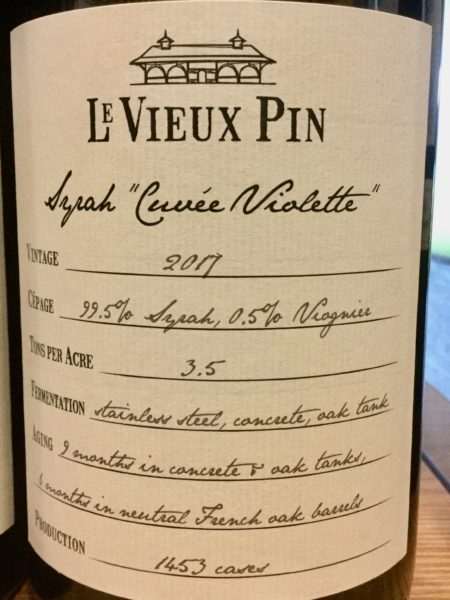 LE VIEUX PIN
Syrah "Cuvée Violette"
VINTAGE 2017
CÉPAGE 99.5% Syrah, 0.5% Viognier
TONS PER ACRE 3.5
FERMENTATION stainless steel, concrete, oak tank
AGING 9 months in concrete & oak tanks,
months in neutral French oak barrels
PRODUCTION 1453 cases